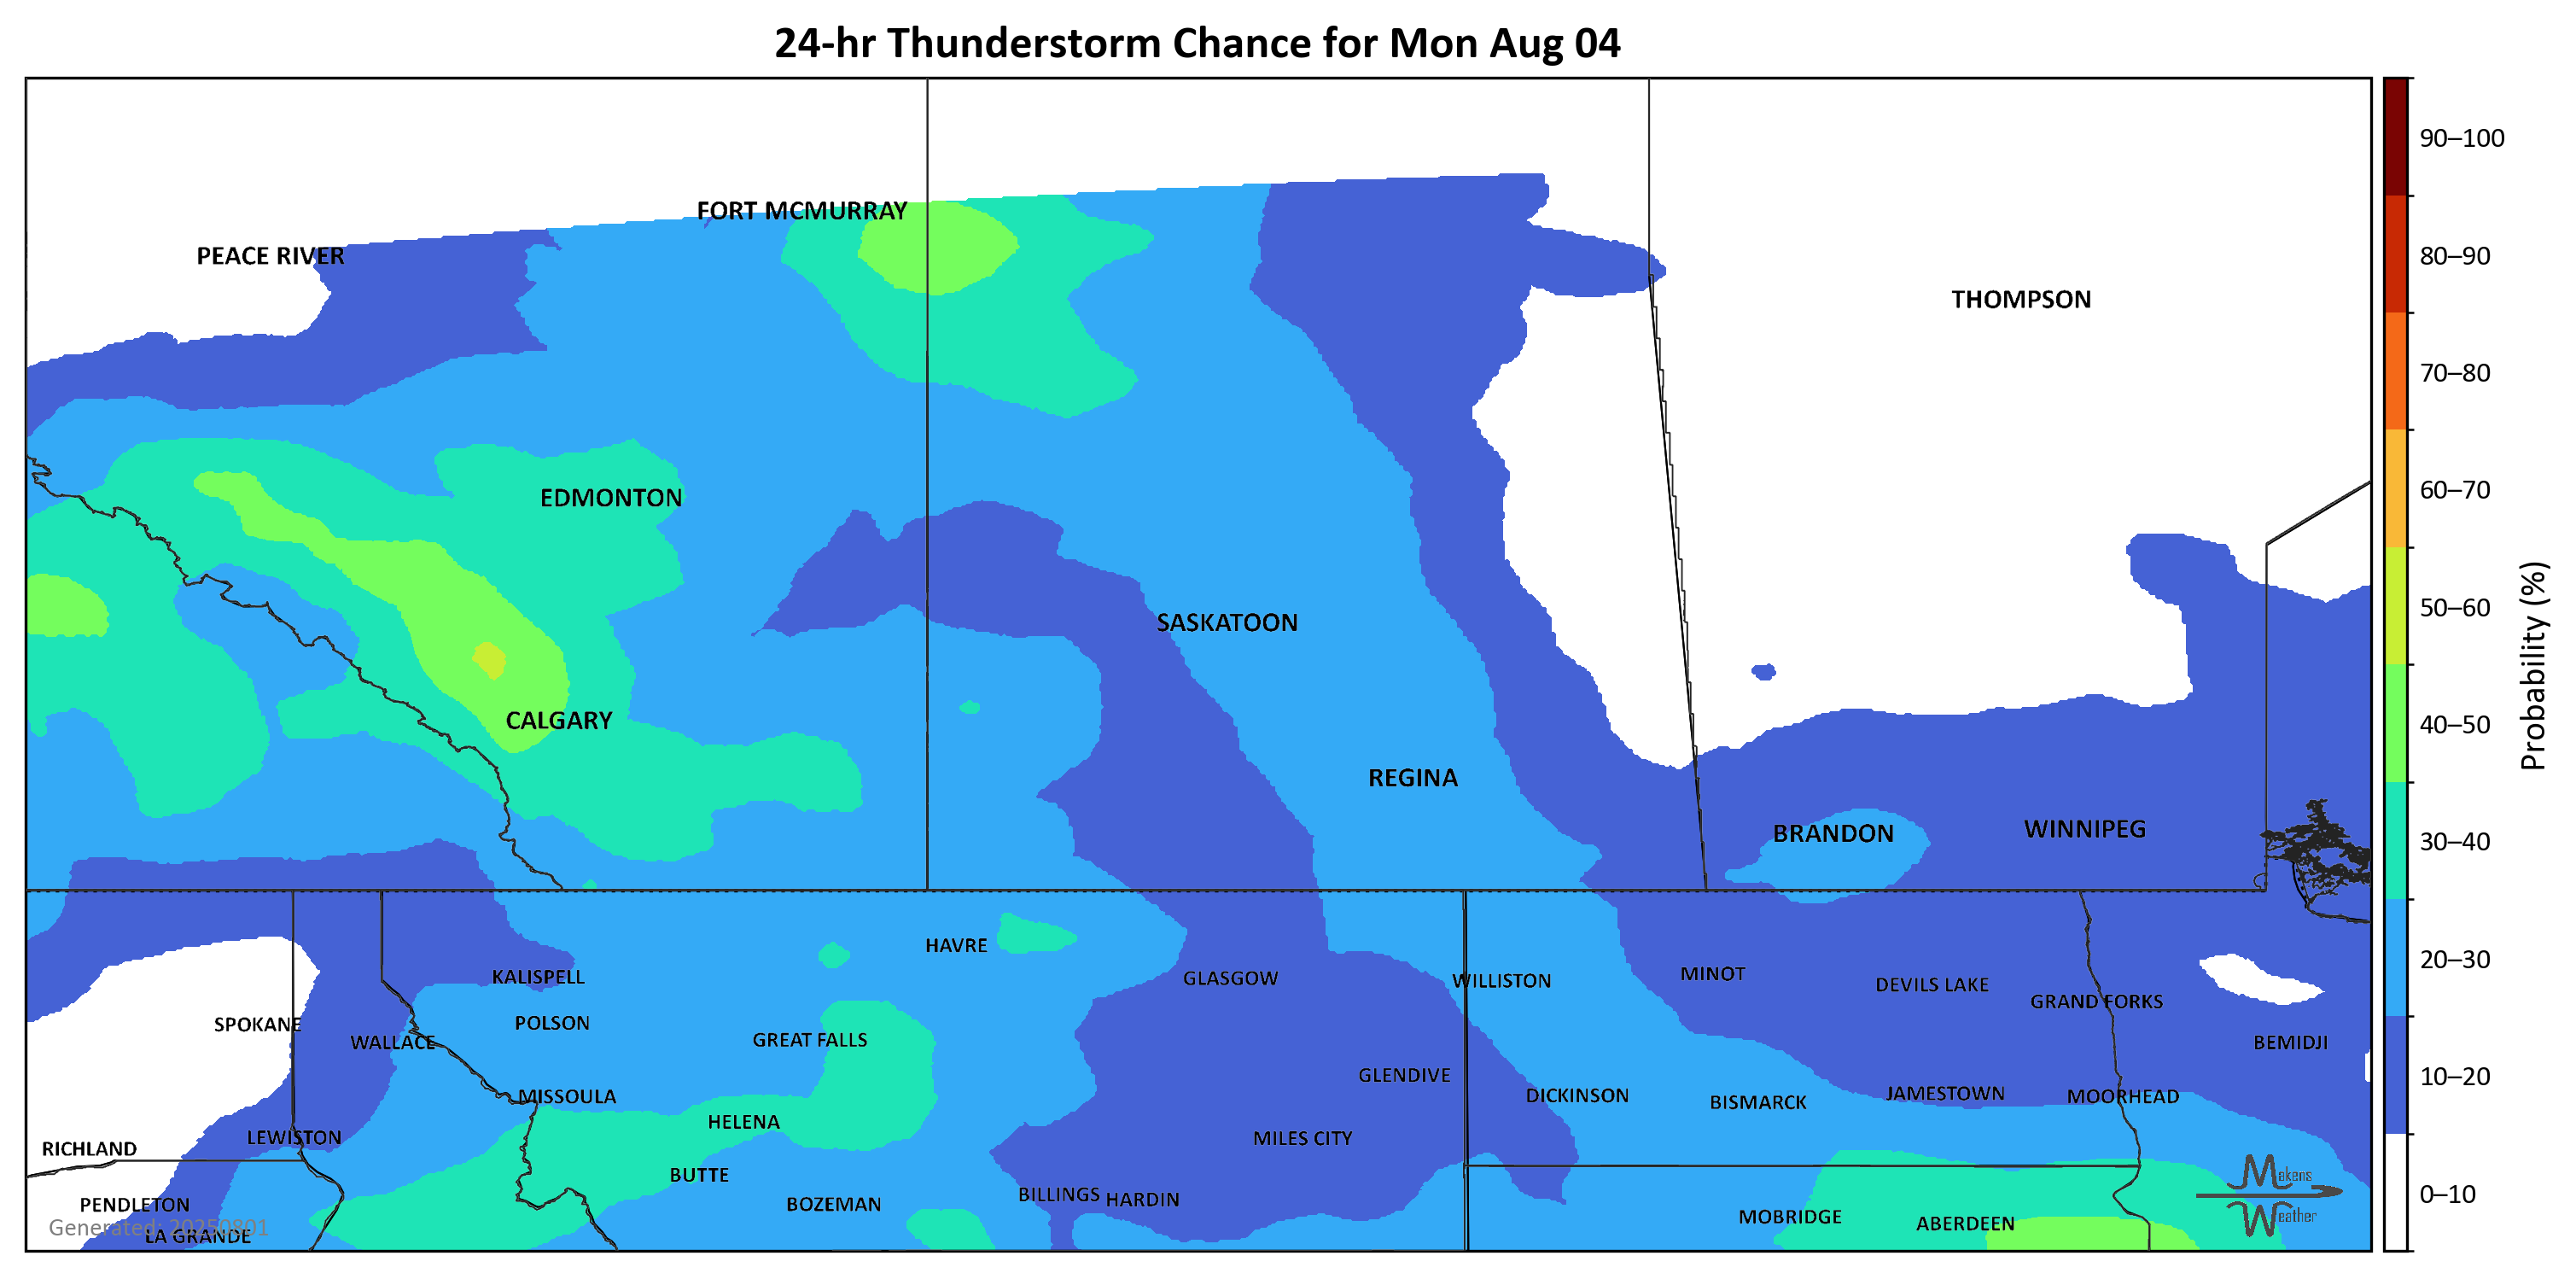 24-hr Thunderstorm Chance for Mon Aug 04
90–100
FORT MCMURRAY
PEACE RIVER
80–90
THOMPSON
70–80
60–70
EDMONTON
50–60
SASKATOON
Probability (%)
CALGARY
40–50
REGINA
BRANDON
WINNIPEG
30–40
HAVRE
20–30
KALISPELL
GLASGOW
WILLISTON
MINOT
DEVILS LAKE
GRAND FORKS
SPOKANE
POLSON
WALLACE
GREAT FALLS
BEMIDJI
GLENDIVE
10–20
MISSOULA
DICKINSON
BISMARCK
JAMESTOWN
MOORHEAD
HELENA
LEWISTON
MILES CITY
RICHLAND
BUTTE
Makens
BILLINGS
HARDIN
0–10
PENDLETON
BOZEMAN
Weather
MOBRIDGE
ABERDEEN
Generated: 20250801
LA GRANDE